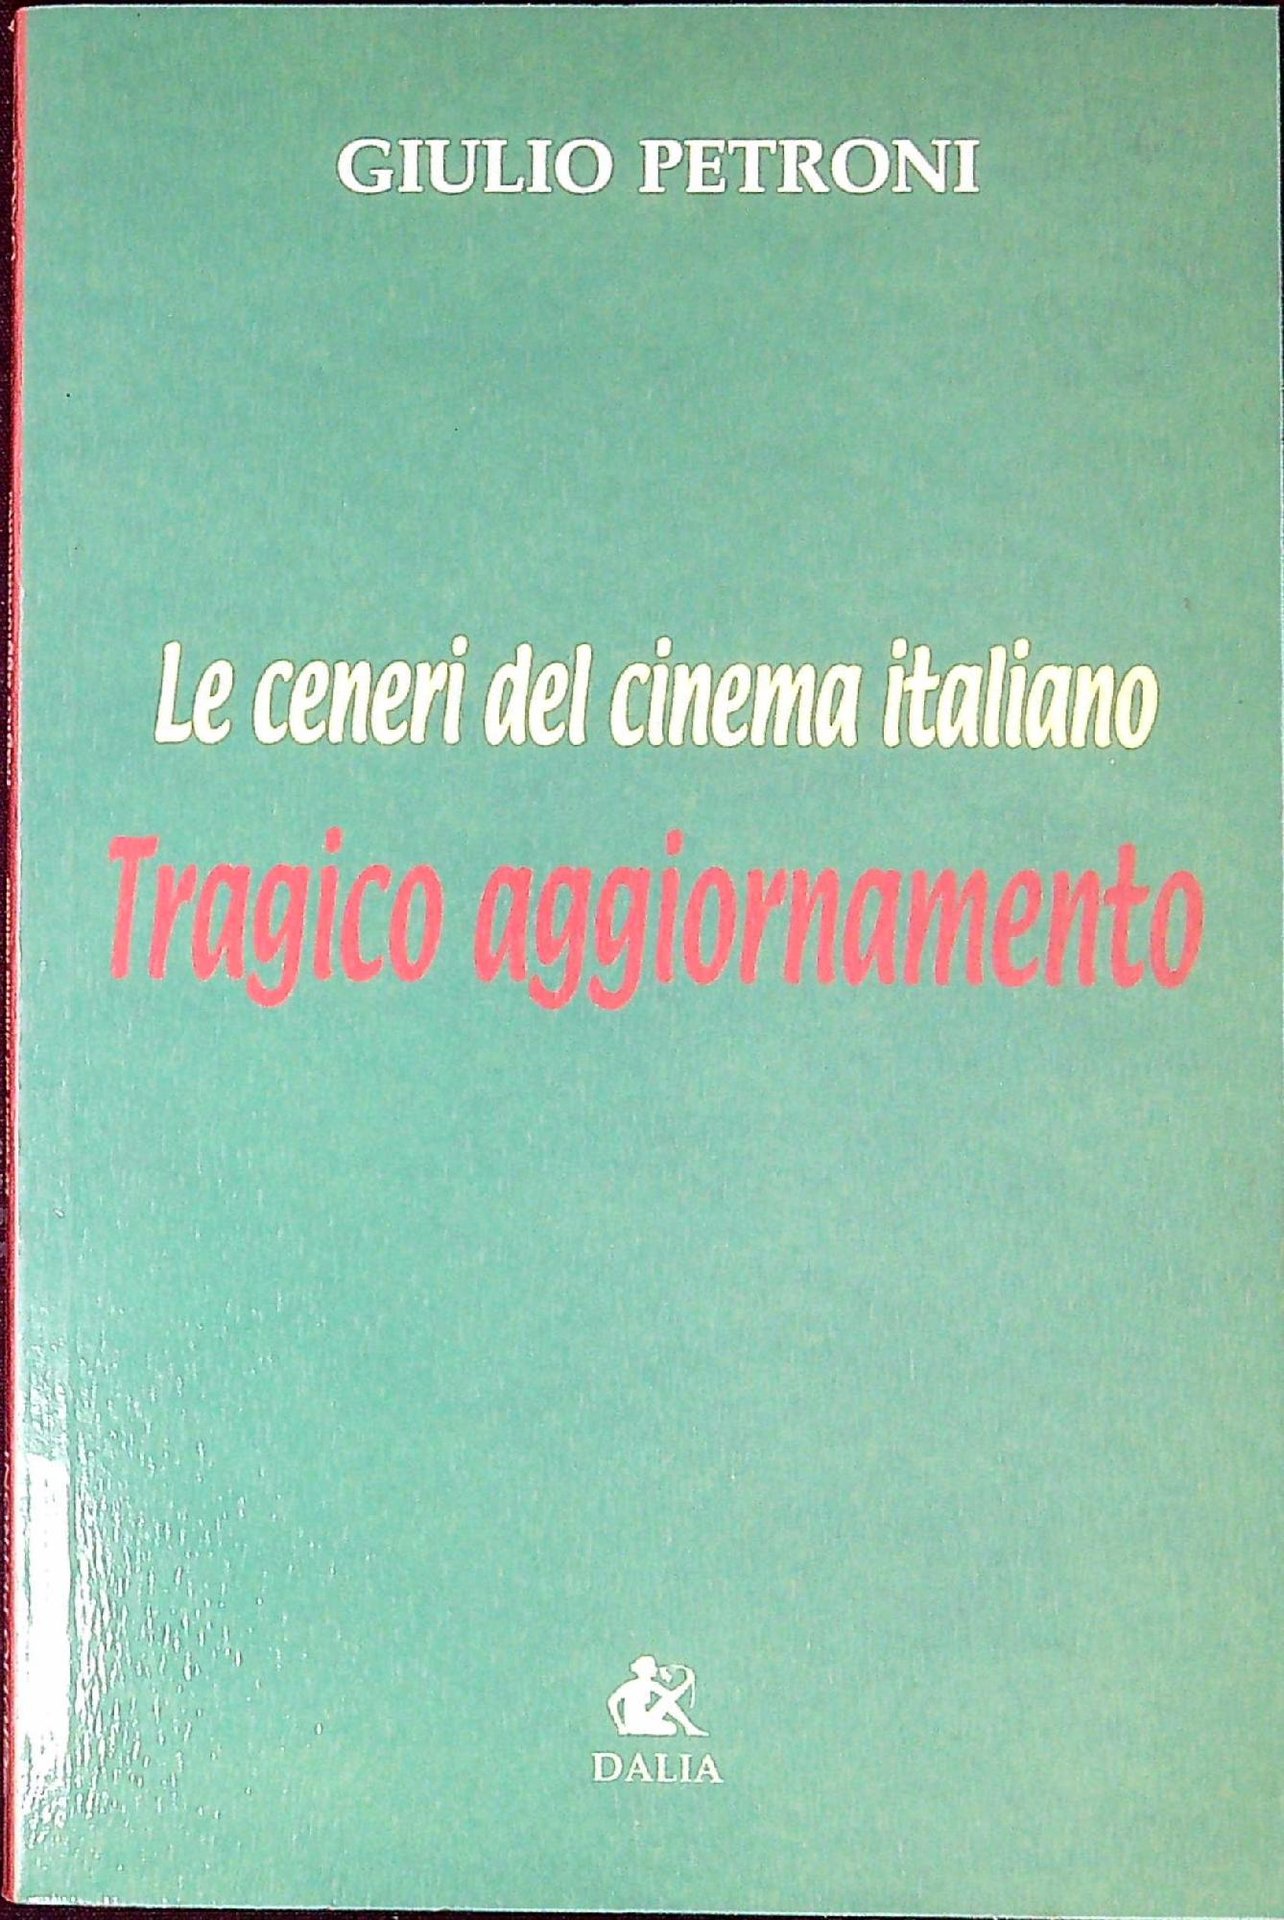 GIULIO PETRONI
Le ceneri del cinema italiano
Tragico aggiornamento
DALIA